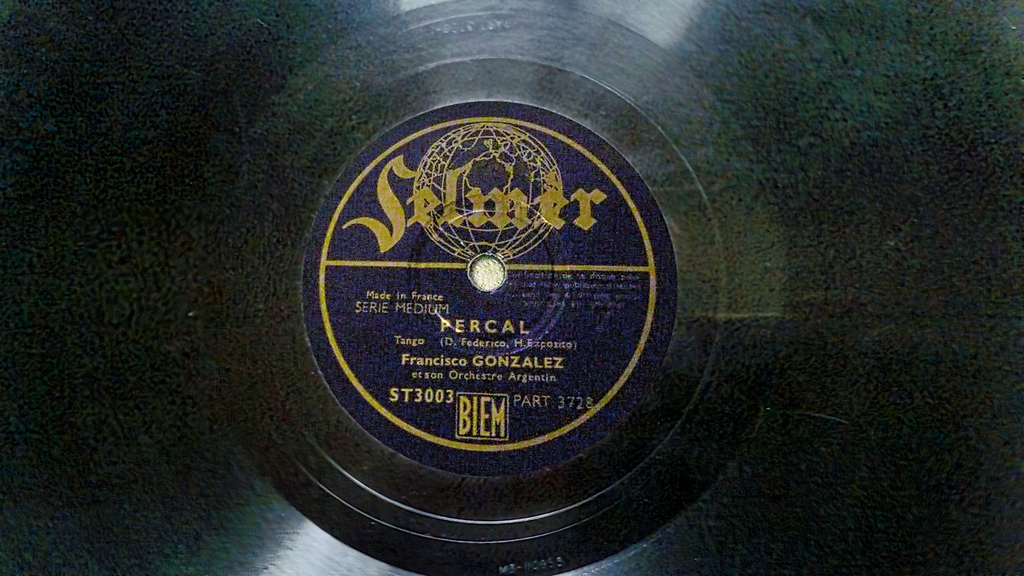 Selmer
Made in France
SERIE MEDIUM
PERCAL
Tango (D. Federico, H. Exposito)
Francisco GONZALEZ
et son Orchestre Argentin
ST3003 BIEM PART 3728